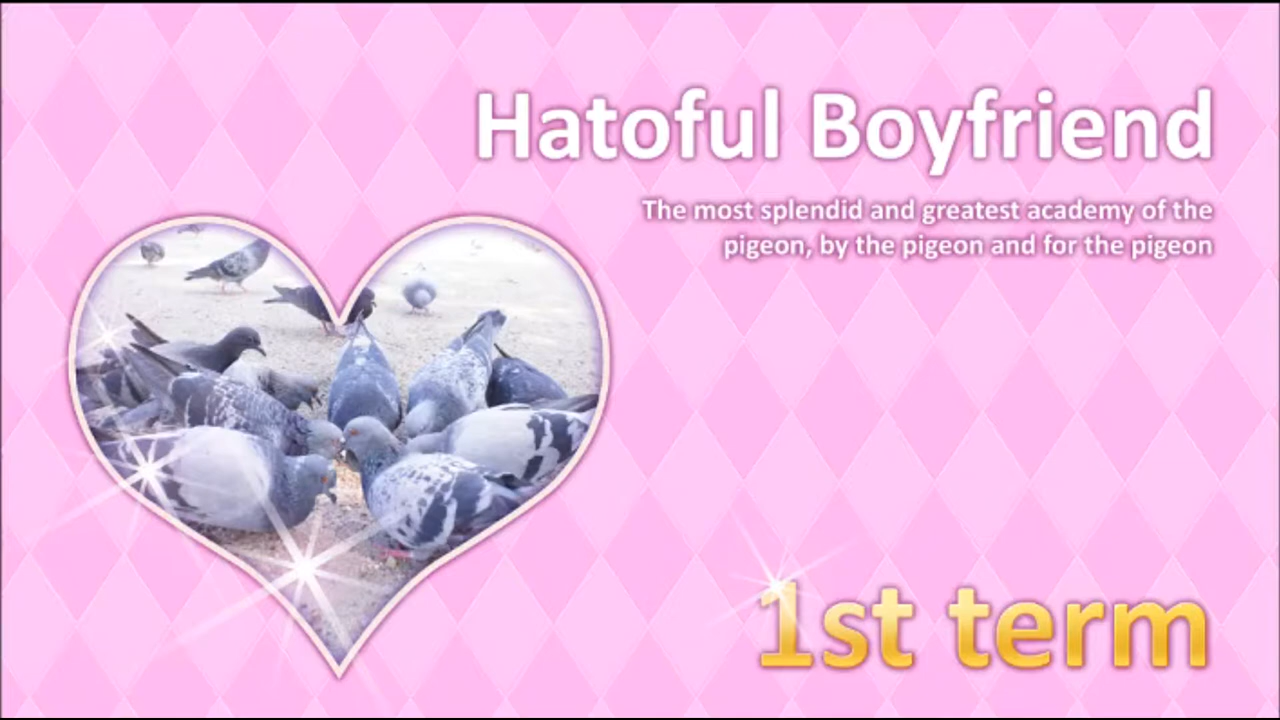 Hatoful Boyfriend
The most splendid and greatest academy of the
pigeon, by the pigeon and for the pigeon
1st term